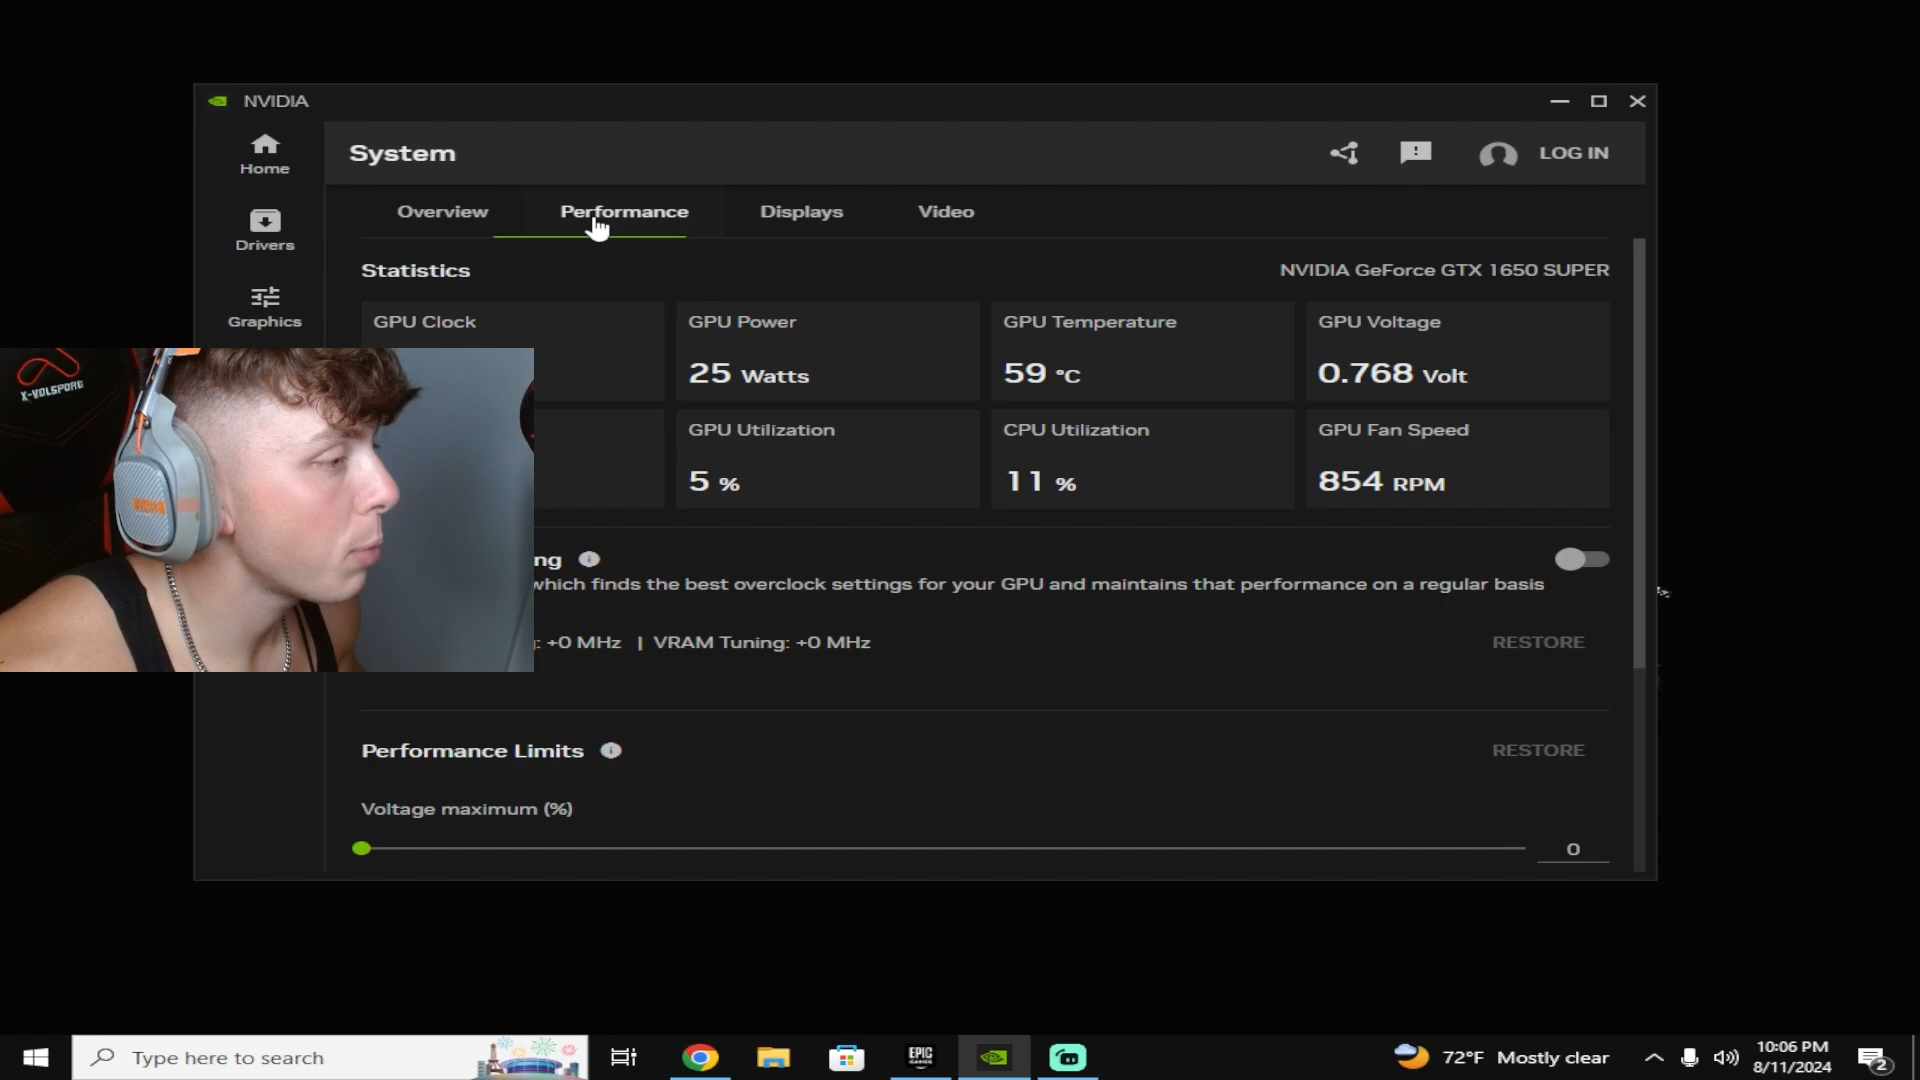 NVIDIA
Home
System
LOG IN
Drivers
Overview
Performance
Displays
Video
Graphics
Statistics
NVIDIA GeForce GTX 1650 SUPER
GPU Clock
GPU Power
25 Watts
GPU Temperature
59 °C
GPU Voltage
0.768 Volt
GPU Utilization
5 %
CPU Utilization
11 %
GPU Fan Speed
854 RPM
X-VOLSPORT
ng
which finds the best overclock settings for your GPU and maintains that performance on a regular basis
: +0 MHz | VRAM Tuning: +0 MHz
RESTORE
Performance Limits
RESTORE
Voltage maximum (%)
0
Type here to search
EPIC
GAMES
72°F Mostly clear
10:06 PM
8/11/2024
2